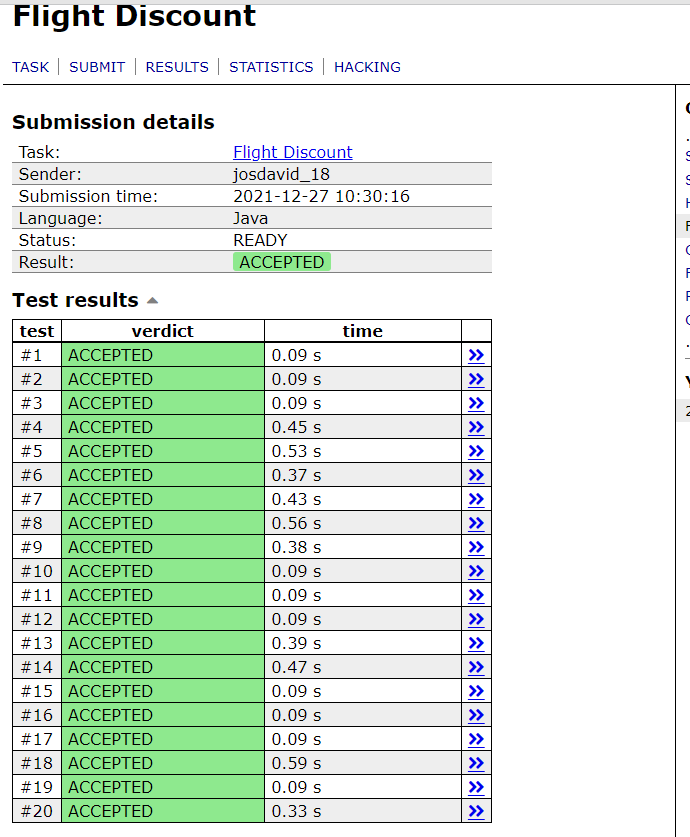 Flight Discount
TASK | SUBMIT | RESULTS | STATISTICS | HACKING
Submission details
Task: Flight Discount
Sender: josdavid_18
Submission time: 2021-12-27 10:30:16
Language: Java
Status: READY
Result: ACCEPTED
Test results
test verdict time
#1 ACCEPTED 0.09 s
#2 ACCEPTED 0.09 s
#3 ACCEPTED 0.09 s
#4 ACCEPTED 0.45 s
#5 ACCEPTED 0.53 s
#6 ACCEPTED 0.37 s
#7 ACCEPTED 0.43 s
#8 ACCEPTED 0.56 s
#9 ACCEPTED 0.38 s
#10 ACCEPTED 0.09 s
#11 ACCEPTED 0.09 s
#12 ACCEPTED 0.09 s
#13 ACCEPTED 0.39 s
#14 ACCEPTED 0.47 s
#15 ACCEPTED 0.09 s
#16 ACCEPTED 0.09 s
#17 ACCEPTED 0.09 s
#18 ACCEPTED 0.59 s
#19 ACCEPTED 0.09 s
#20 ACCEPTED 0.33 s